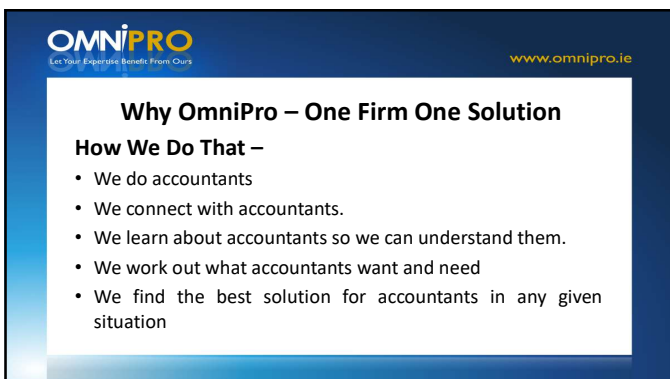 OMNiPRO
Let Your Expertise Benefit From Ours
www.omnipro.ie
Why OmniPro – One Firm One Solution
How We Do That –
• We do accountants
• We connect with accountants.
• We learn about accountants so we can understand them.
• We work out what accountants want and need
• We find the best solution for accountants in any given
situation